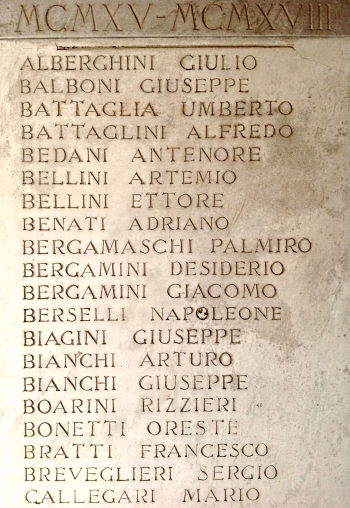 MCMXV-MCMXVIII
ALBERGHINI GIULIO
BALBONI GIUSEPPE
BATTAGLIA UMBERTO
BATTAGLINI ALFREDO
BEDANI ANTENORE
BELLINI ARTEMIO
BELLINI ETTORE
BENATI ADRIANO
BERGAMASCHI PALMIRO
BERGAMINI DESIDERIO
BERGAMINI GIACOMO
BERSELLI NAPOLEONE
BIAGINI GIUSEPPE
BIANCHI ARTURO
BIANCHI GIUSEPPE
BOARINI RIZZIERI
BONETTI ORESTE
BRATTI FRANCESCO
BREVEGLIERI SERGIO
CALLEGARI MARIO